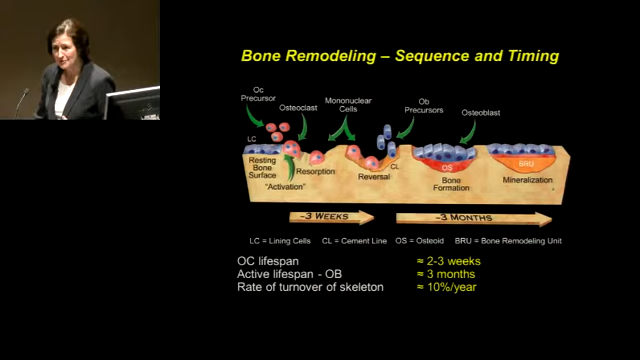 Bone Remodeling – Sequence and Timing
Oc
Precursor
Osteoclast
Mononuclear
Cells
Ob
Precursors
Osteoblast
LC
CL
OS
BRU
Resting
Bone
Surface
"Activation"
Resorption
Reversal
Bone
Formation
Mineralization
~3 WEEKS
~3 MONTHS
LC = Lining Cells CL = Cement Line OS = Osteoid BRU = Bone Remodeling Unit
OC lifespan ≈ 2-3 weeks
Active lifespan - OB ≈ 3 months
Rate of turnover of skeleton ≈ 10%/year